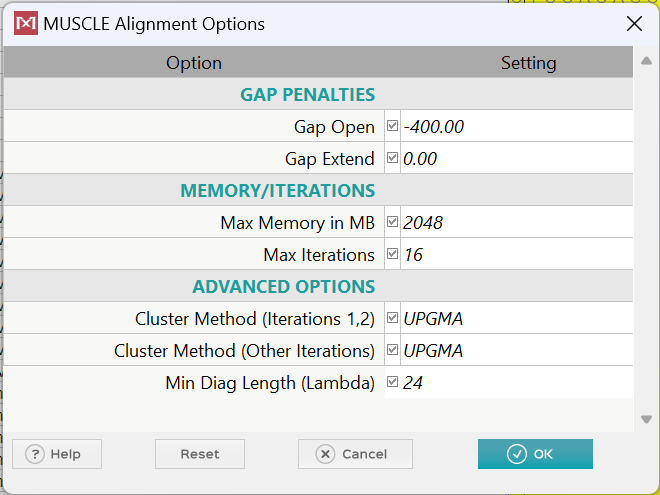 MUSCLE Alignment Options
Option Setting
GAP PENALTIES
Gap Open -400.00
Gap Extend 0.00
MEMORY/ITERATIONS
Max Memory in MB 2048
Max Iterations 16
ADVANCED OPTIONS
Cluster Method (Iterations 1,2) UPGMA
Cluster Method (Other Iterations) UPGMA
Min Diag Length (Lambda) 24
? Help Reset Cancel OK